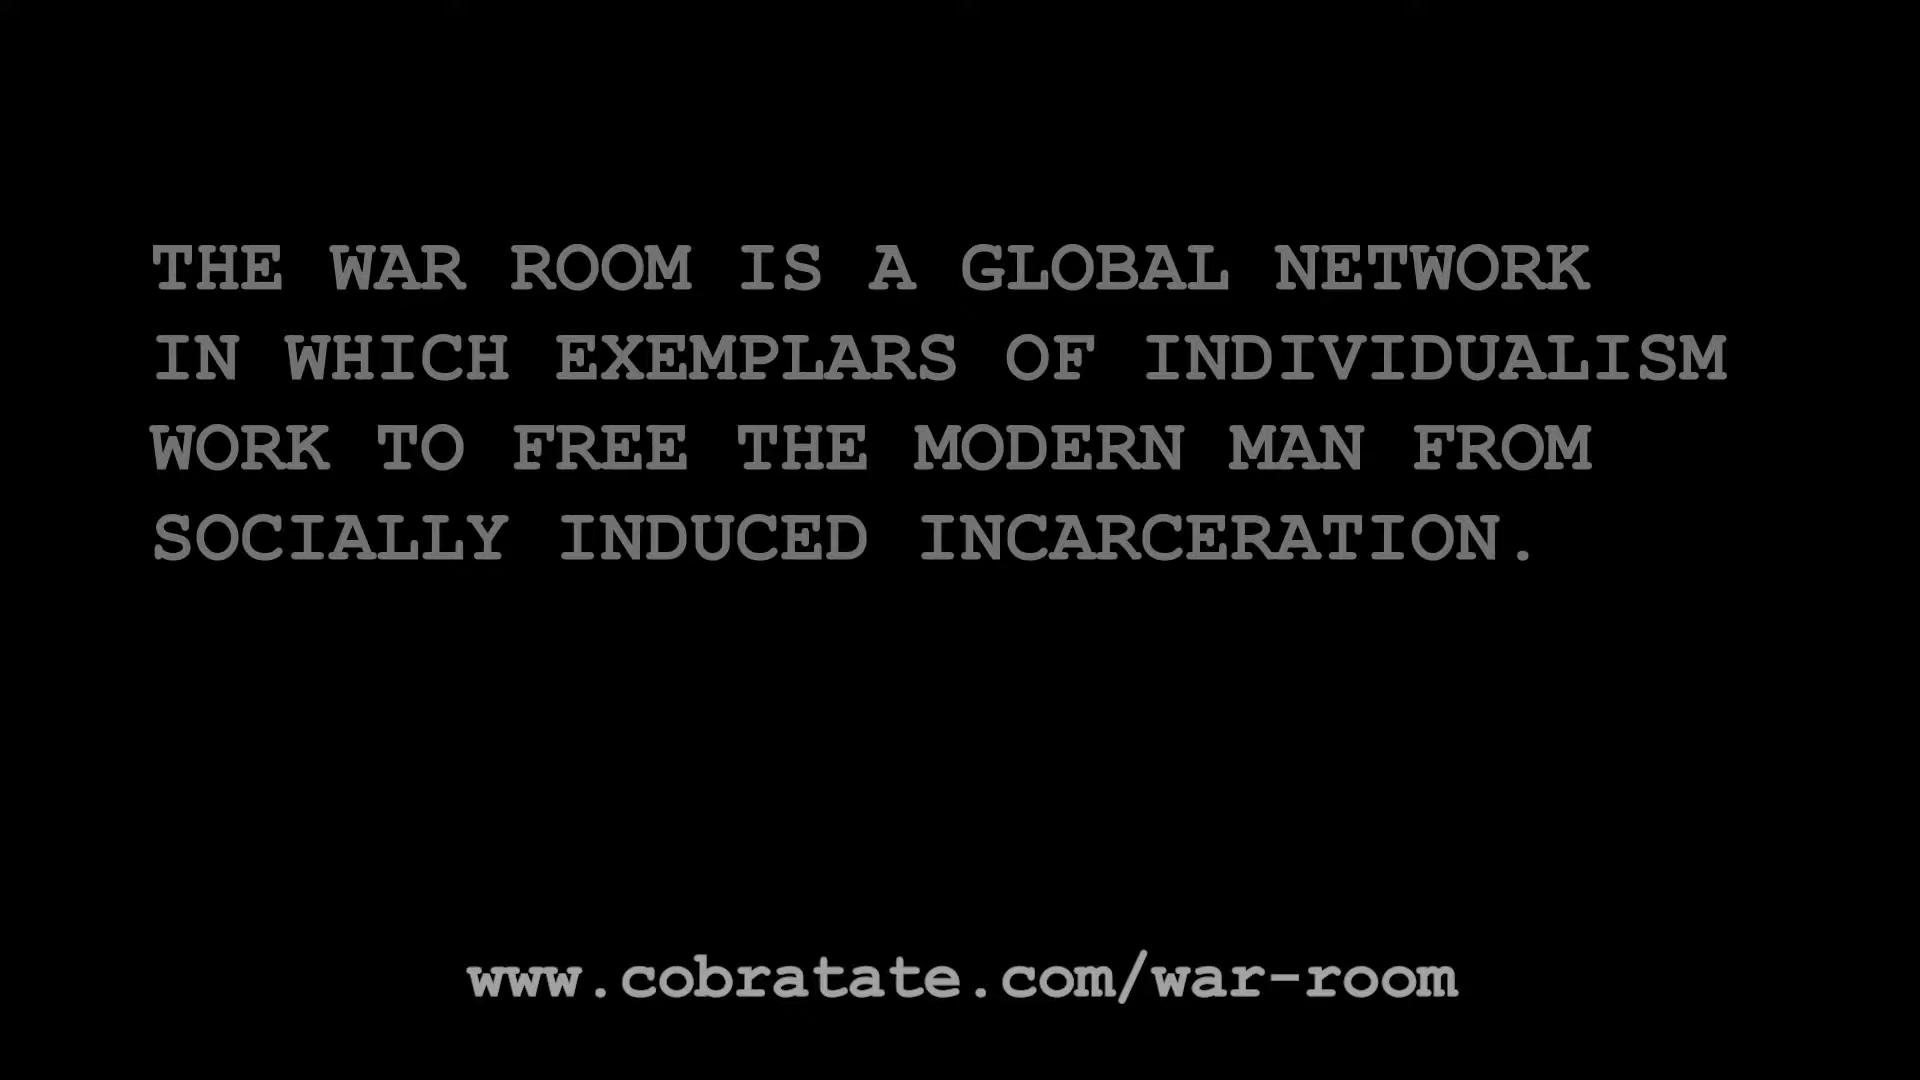 THE WAR ROOM IS A GLOBAL NETWORK
IN WHICH EXEMPLARS OF INDIVIDUALISM
WORK TO FREE THE MODERN MAN FROM
SOCIALLY INDUCED INCARCERATION.
www.cobratate.com/war-room